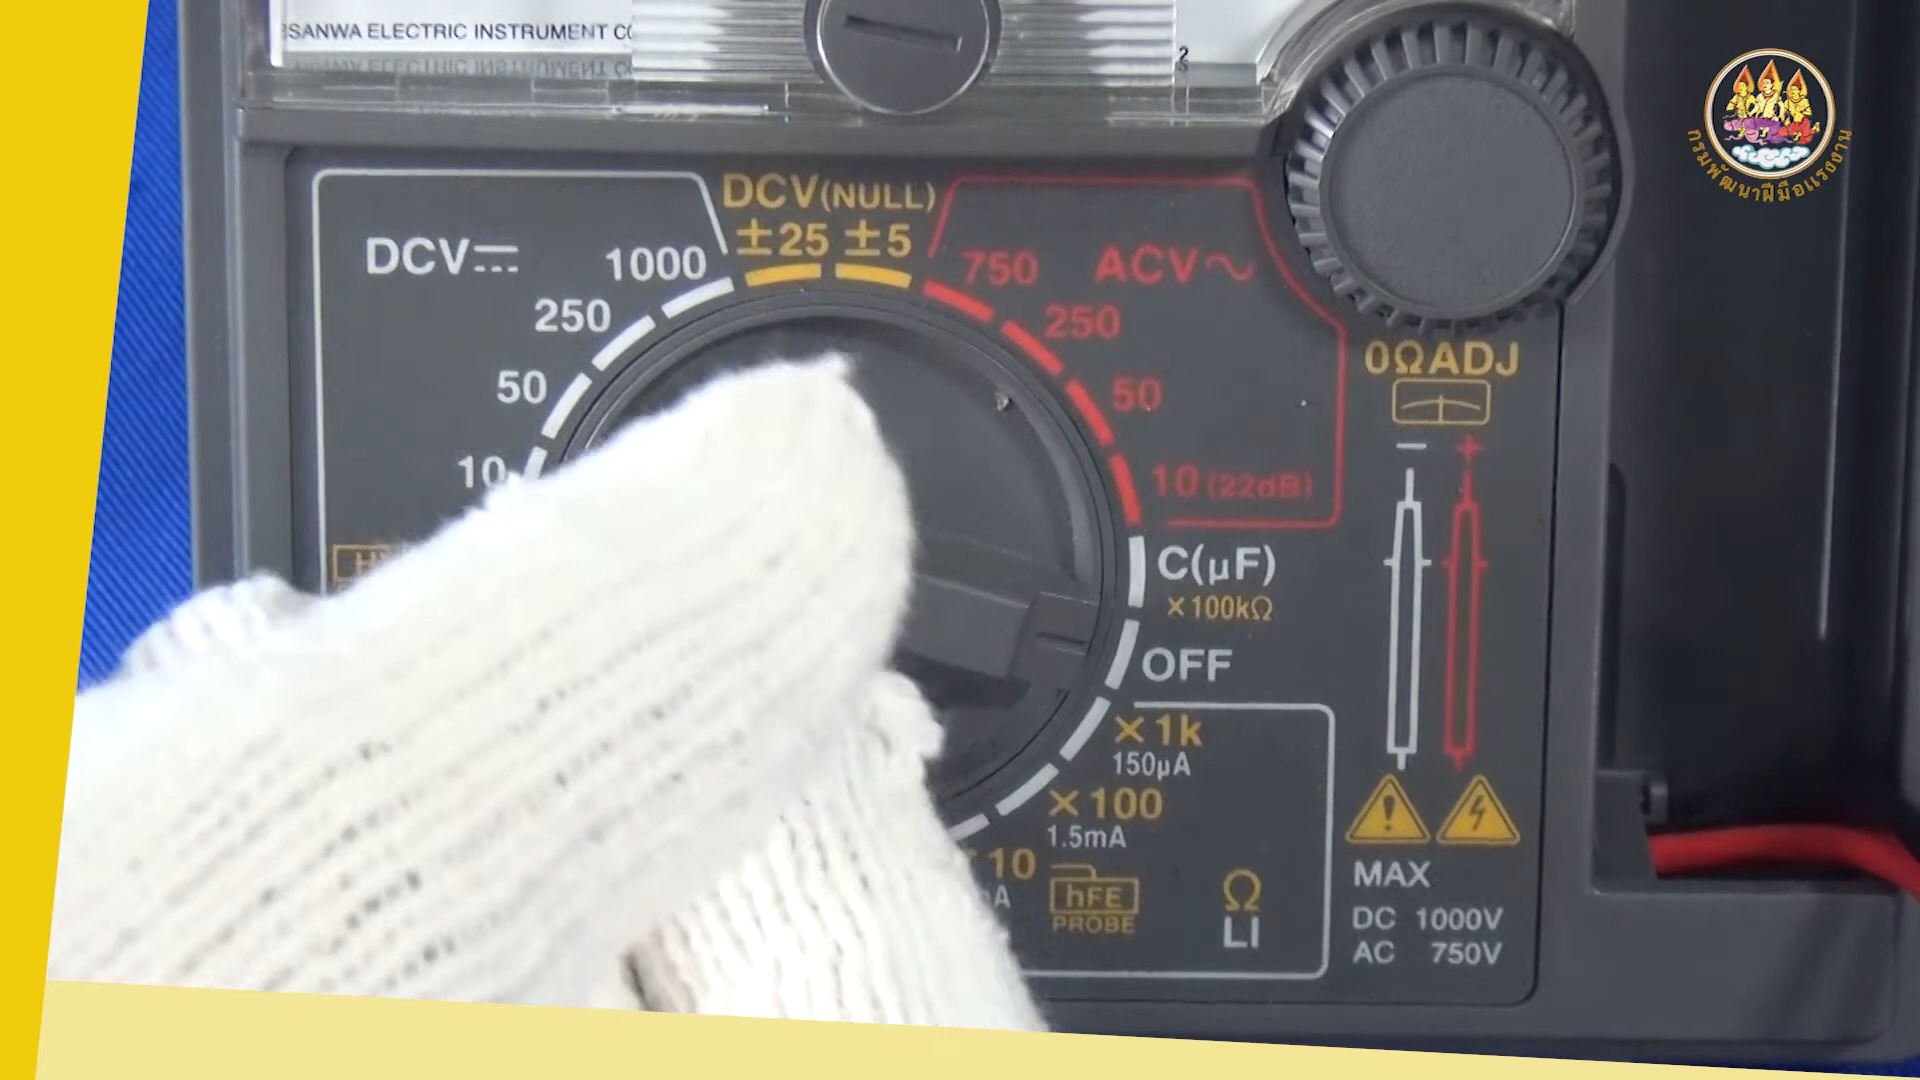 SANWA ELECTRIC INSTRUMENT
2
กรมพัฒนาฝีมือแรงงาน
DCV(NULL)
±25 ±5
DCV
1000
250
50
10
750
ACV
250
50
10 (22dB)
C(μF)
×100kΩ
OFF
×1k
150μA
×100
1.5mA
10
hFE
PROBE
Ω
LI
0ΩADJ
− +
MAX
DC 1000V
AC 750V